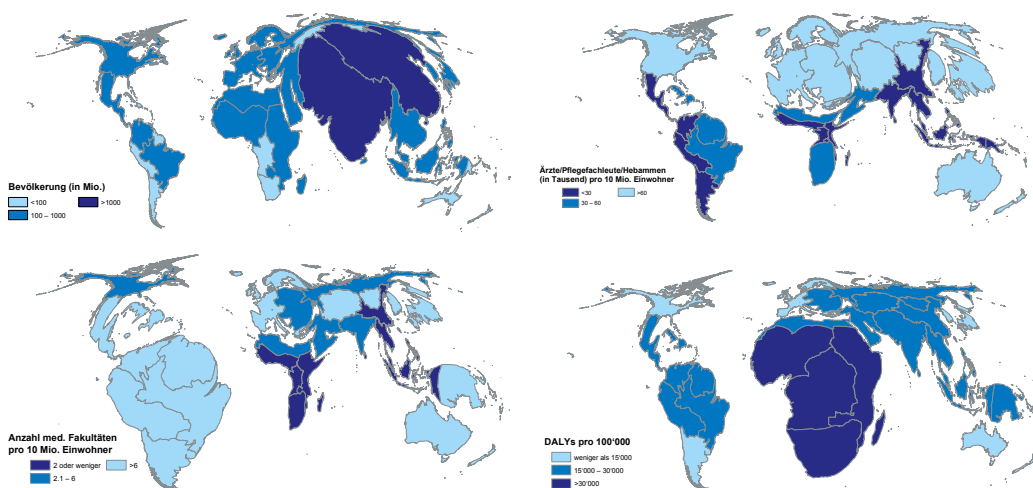 Bevölkerung (in Mio.)
<100
>1000
100 – 1000
Ärzte/Pflegefachleute/Hebammen
(in Tausend) pro 10 Mio. Einwohner
<30
>60
30 – 60
Anzahl med. Fakultäten
pro 10 Mio. Einwohner
2 oder weniger
>6
2.1 – 6
DALYs pro 100‘000
weniger als 15'000
15'000 – 30'000
>30'000